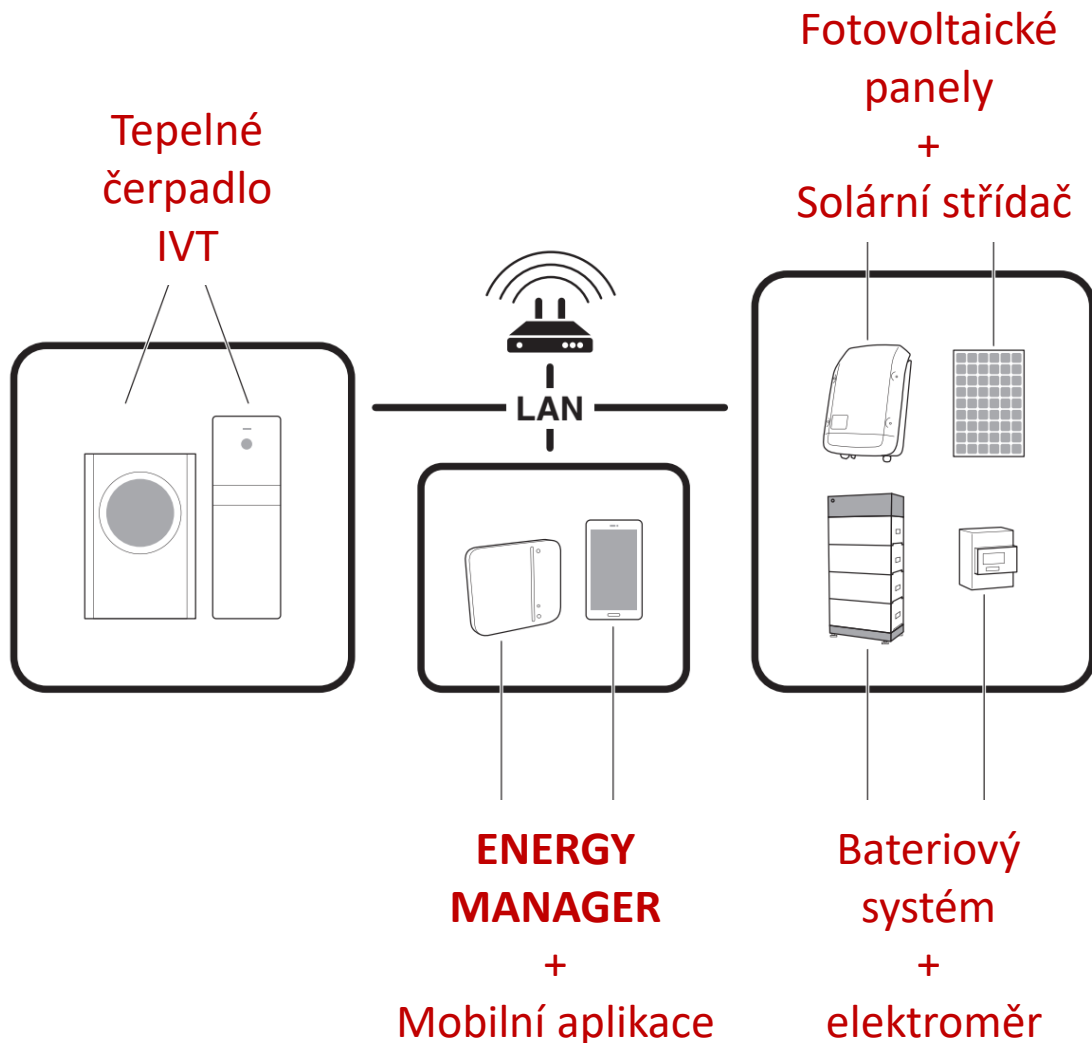 Fotovoltaické
panely
+
Solární střídač
Tepelné
čerpadlo
IVT
LAN
ENERGY
MANAGER
+
Mobilní aplikace
Bateriový
systém
+
elektroměr